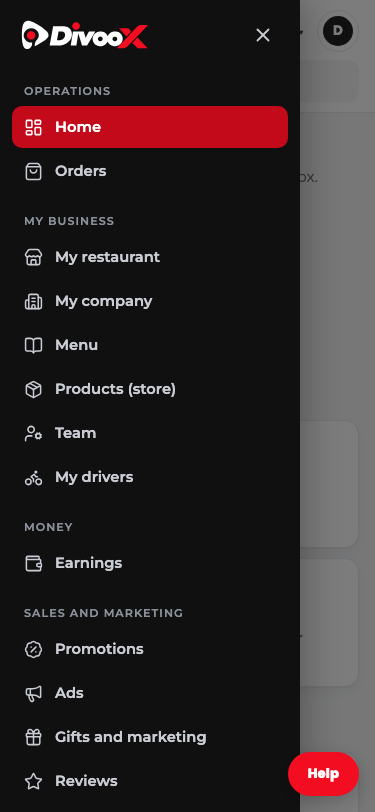 DivooX
OPERATIONS
Home
D
Orders
ox.
MY BUSINESS
My restaurant
My company
Menu
Products (store)
Team
My drivers
MONEY
Earnings
SALES AND MARKETING
Promotions
Ads
Gifts and marketing
Help
Reviews